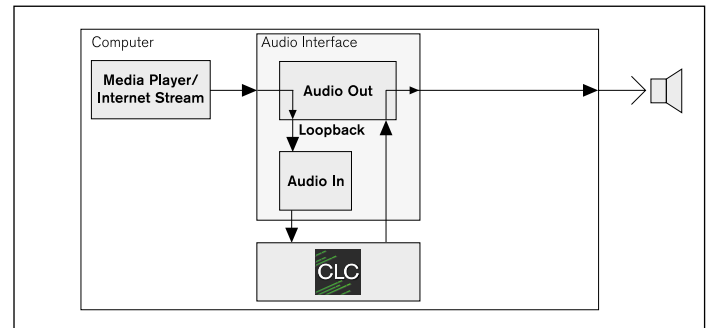 Computer
Audio Interface
Media Player/
Internet Stream
Audio Out
Loopback
Audio In
CLC